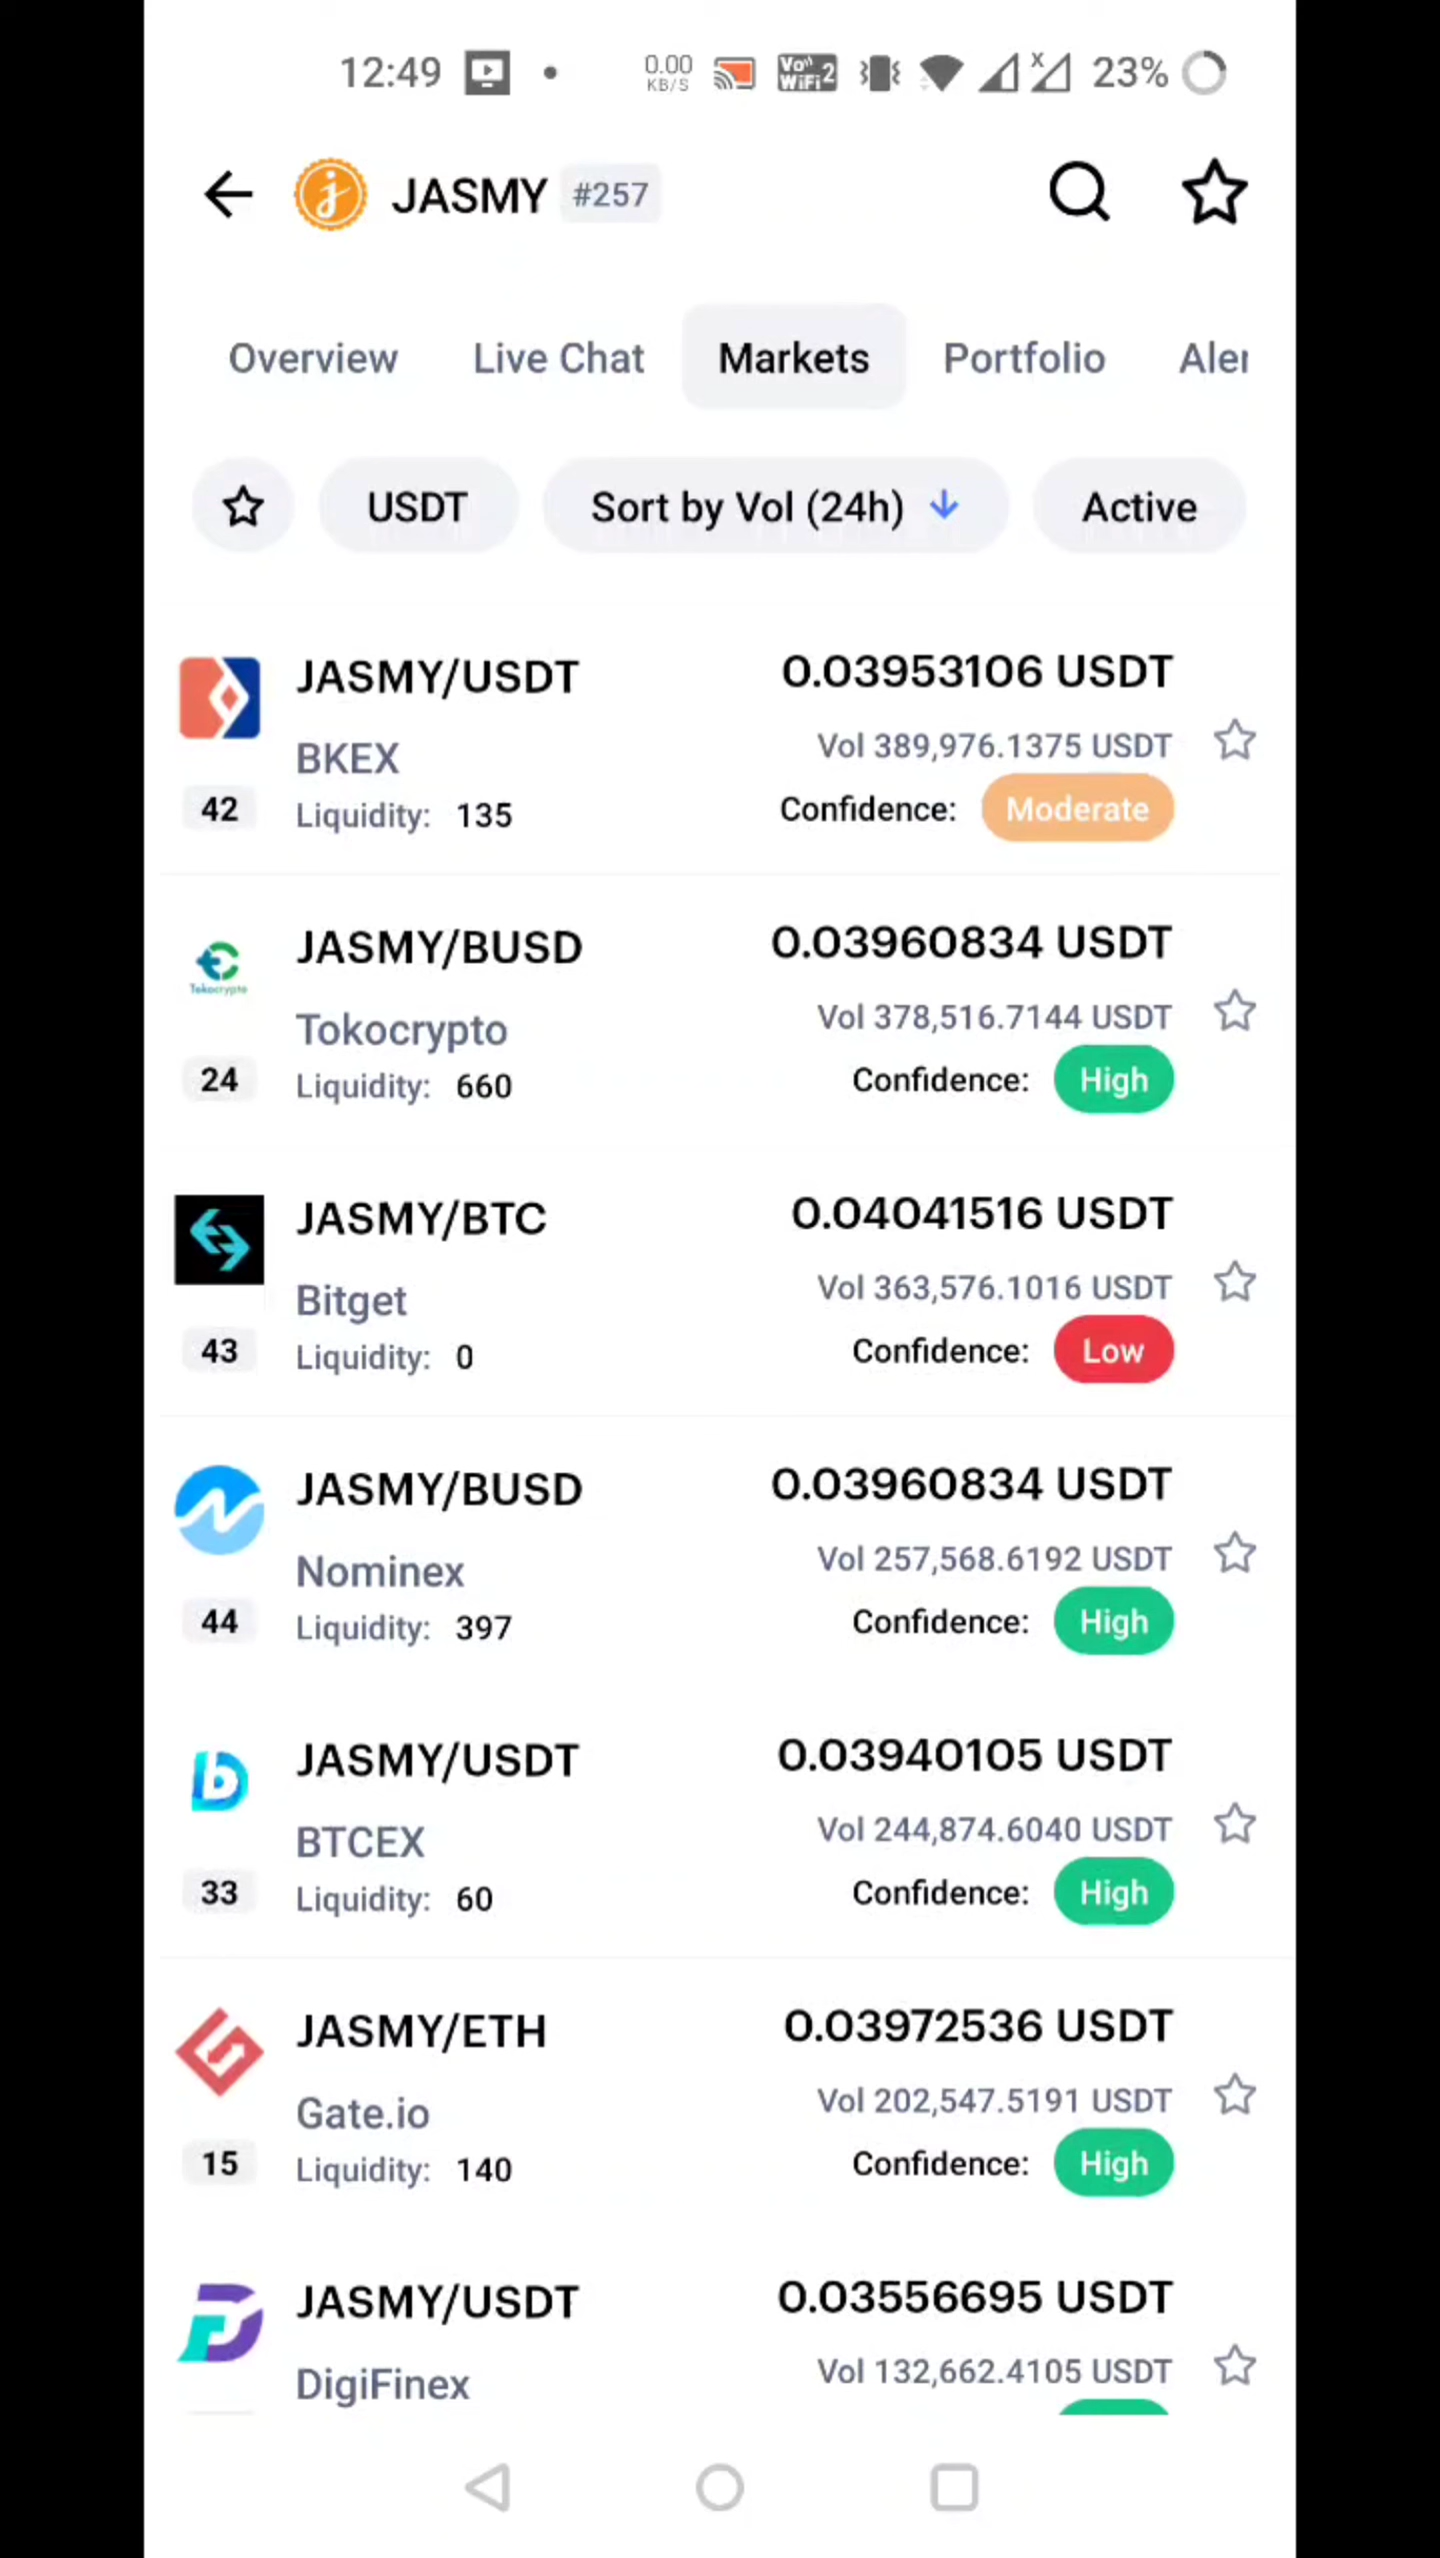 12:49 0.00 KB/S Vo)) WiFi 2 X 23%
JASMY #257
Overview Live Chat Markets Portfolio Aler
USDT Sort by Vol (24h) Active
JASMY/USDT 0.03953106 USDT
BKEX Vol 389,976.1375 USDT
42 Liquidity: 135 Confidence: Moderate
JASMY/BUSD 0.03960834 USDT
Tokocrypto
Tokocrypto Vol 378,516.7144 USDT
24 Liquidity: 660 Confidence: High
JASMY/BTC 0.04041516 USDT
Bitget Vol 363,576.1016 USDT
43 Liquidity: 0 Confidence: Low
JASMY/BUSD 0.03960834 USDT
Nominex Vol 257,568.6192 USDT
44 Liquidity: 397 Confidence: High
JASMY/USDT 0.03940105 USDT
BTCEX Vol 244,874.6040 USDT
33 Liquidity: 60 Confidence: High
JASMY/ETH 0.03972536 USDT
Gate.io Vol 202,547.5191 USDT
15 Liquidity: 140 Confidence: High
JASMY/USDT 0.03556695 USDT
DigiFinex Vol 132,662.4105 USDT